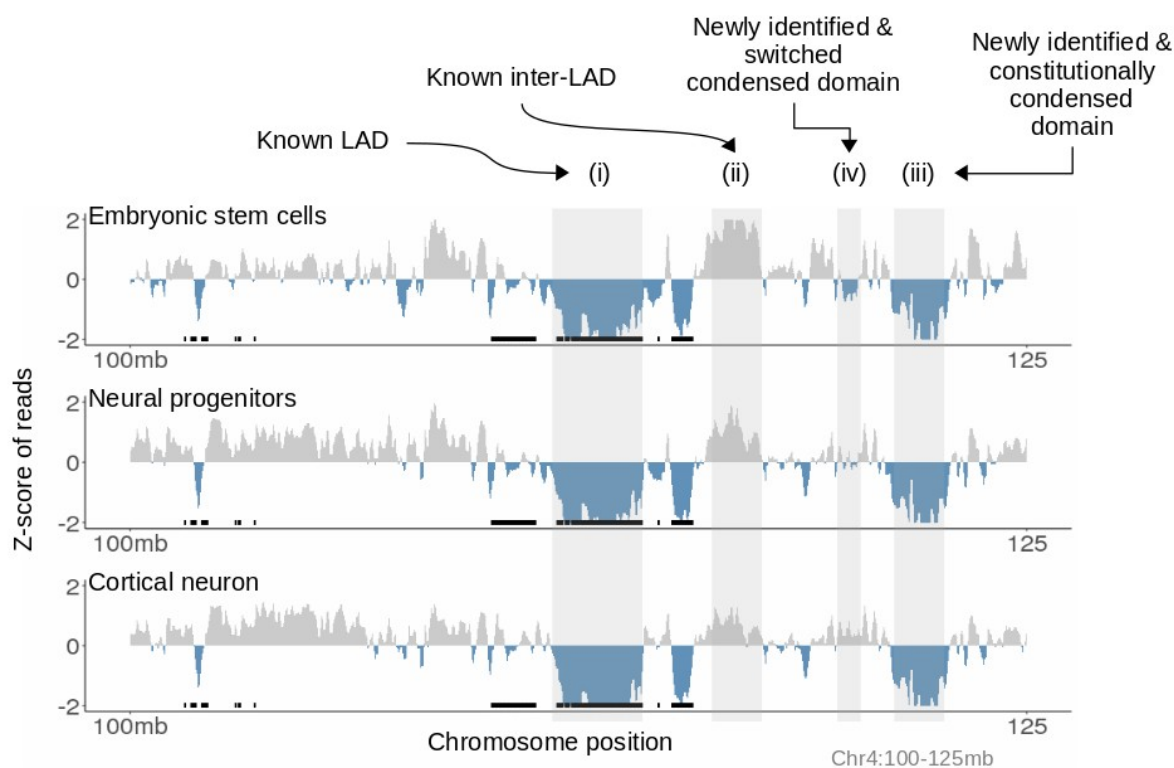 Newly identified &
switched
condensed domain
Newly identified &
constitutionally
condensed
domain
Known inter-LAD
Known LAD
(i)
(ii)
(iv)
(iii)
Z-score of reads
Embryonic stem cells
2
0
-2
100mb
125
Neural progenitors
2
0
-2
100mb
125
Cortical neuron
2
0
-2
100mb
125
Chromosome position
Chr4:100-125mb